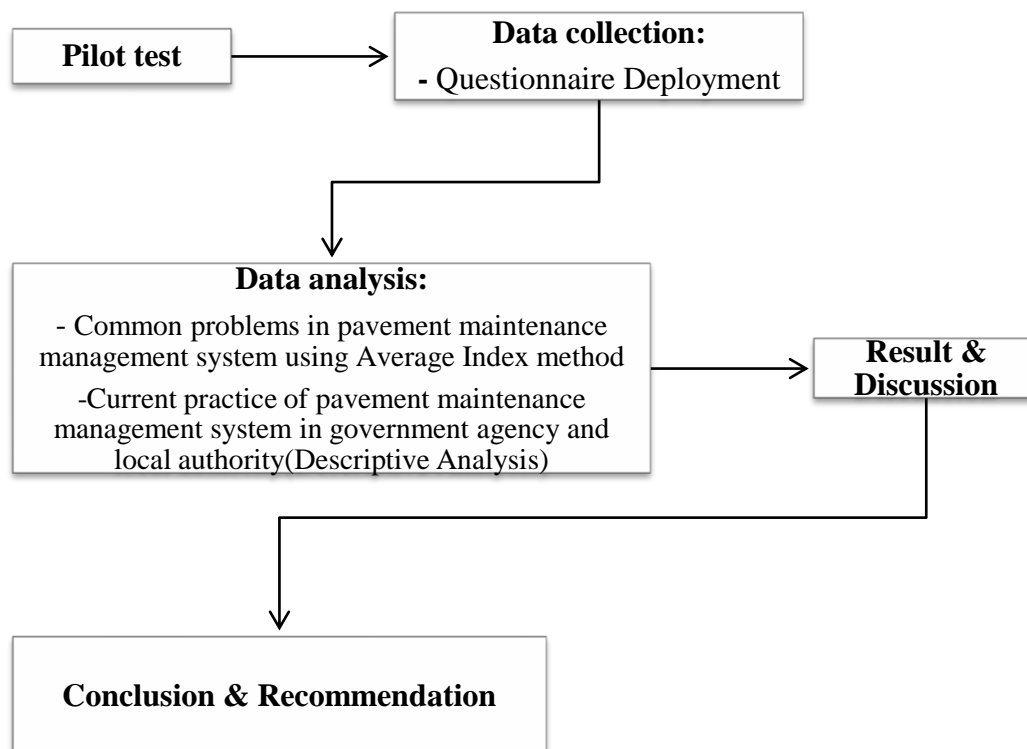 Pilot test
Data collection:
- Questionnaire Deployment
Data analysis:
- Common problems in pavement maintenance
management system using Average Index method
-Current practice of pavement maintenance
management system in government agency and
local authority(Descriptive Analysis)
Result &
Discussion
Conclusion & Recommendation